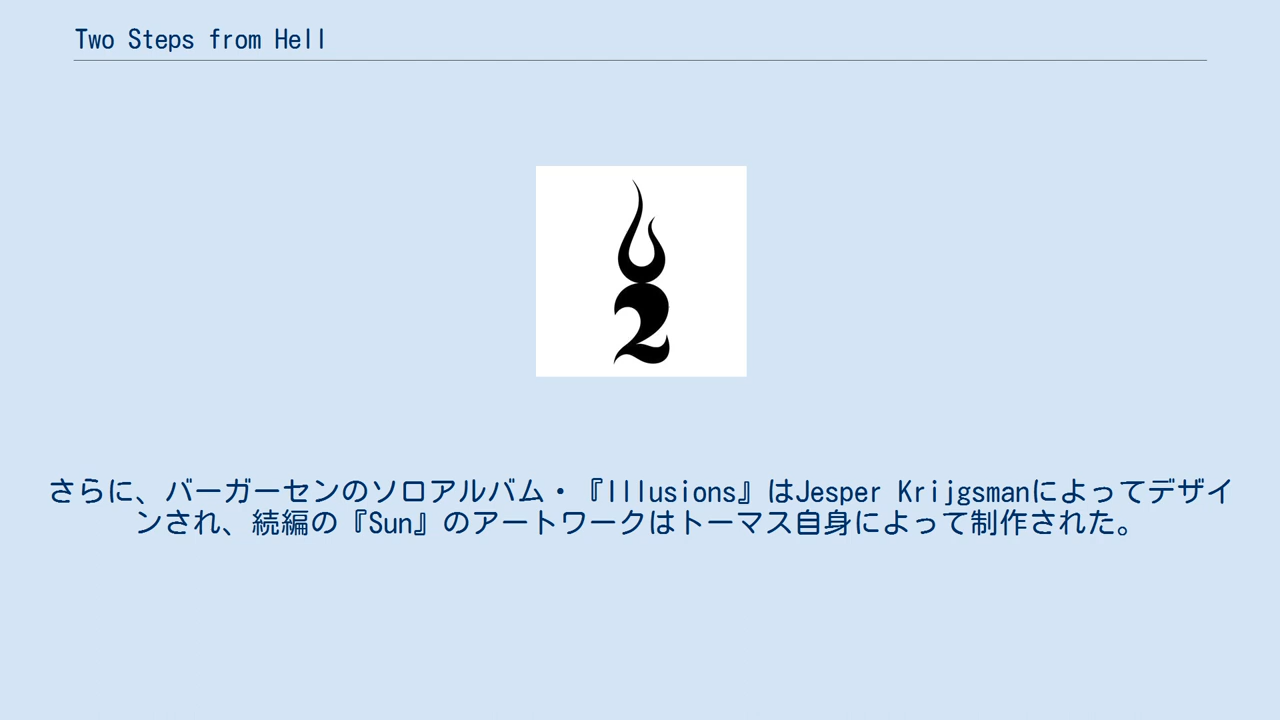 Two Steps from Hell
2
さらに、バーガーセンのソロアルバム・『Illusions』はJesper Krijgsmanによってデザイ
ンされ、続編の『Sun』のアートワークはトーマス自身によって制作された。